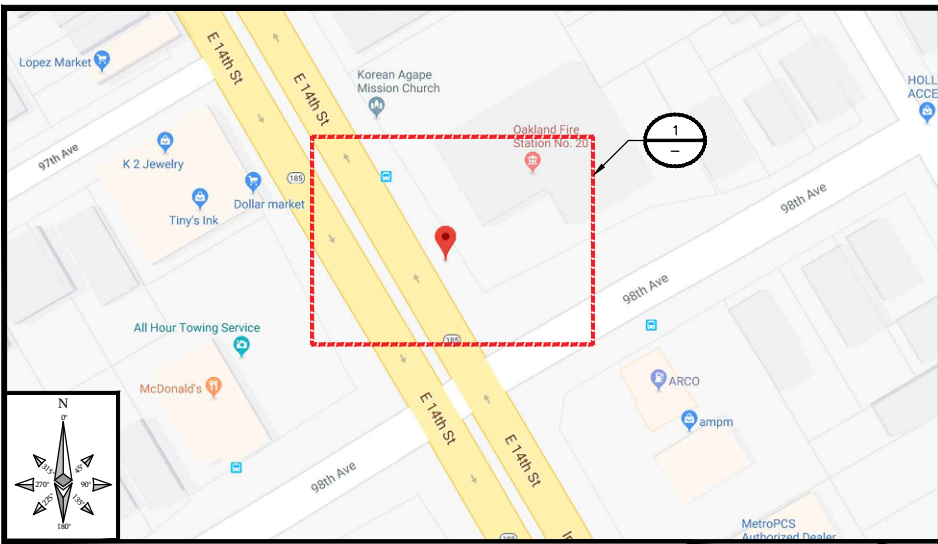 E 14th St
E 14th St
Lopez Market
Korean Agape
Mission Church
HOLL
ACCE
Oakland Fire
Station No. 20
1
–
97th Ave
K 2 Jewelry
185
Dollar market
Tiny's Ink
98th Ave
98th Ave
All Hour Towing Service
185
McDonald's
ARCO
ampm
E 14th St
E 14th St
98th Ave
N
0°
315°
45°
270°
90°
225°
135°
180°
MetroPCS
Authorized Dealer
185
In